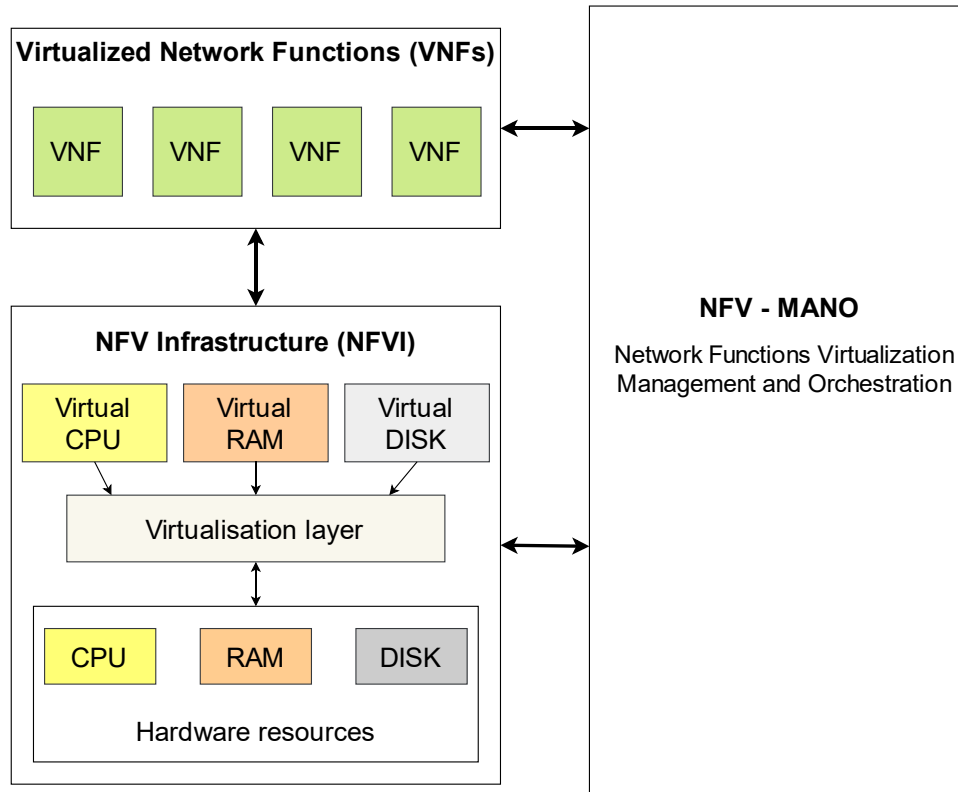 Virtualized Network Functions (VNFs)
VNF
VNF
VNF
VNF
NFV Infrastructure (NFVI)
Virtual
CPU
Virtual
RAM
Virtual
DISK
Virtualisation layer
CPU
RAM
DISK
Hardware resources
NFV - MANO
Network Functions Virtualization
Management and Orchestration